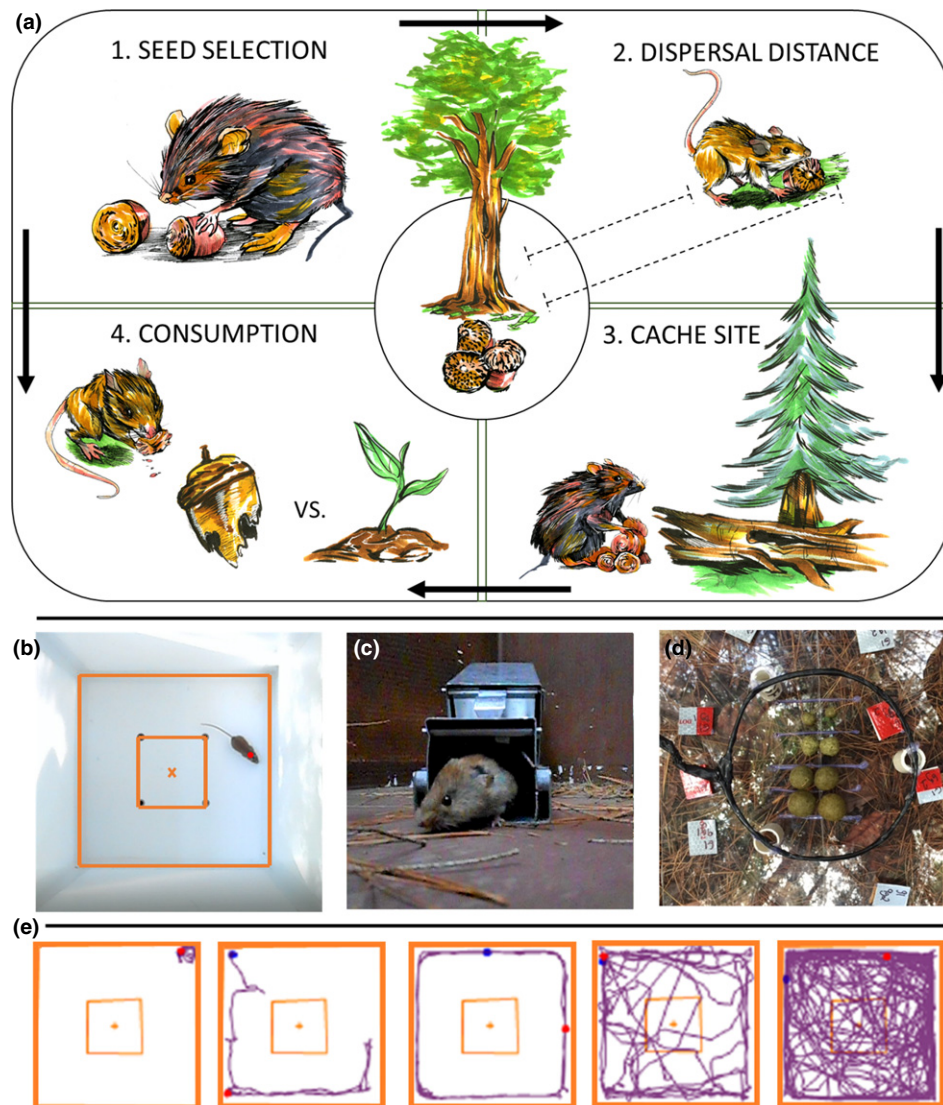 (a)
1. SEED SELECTION
2. DISPERSAL DISTANCE
4. CONSUMPTION
3. CACHE SITE
VS.
(b)
(c)
(d)
(e)